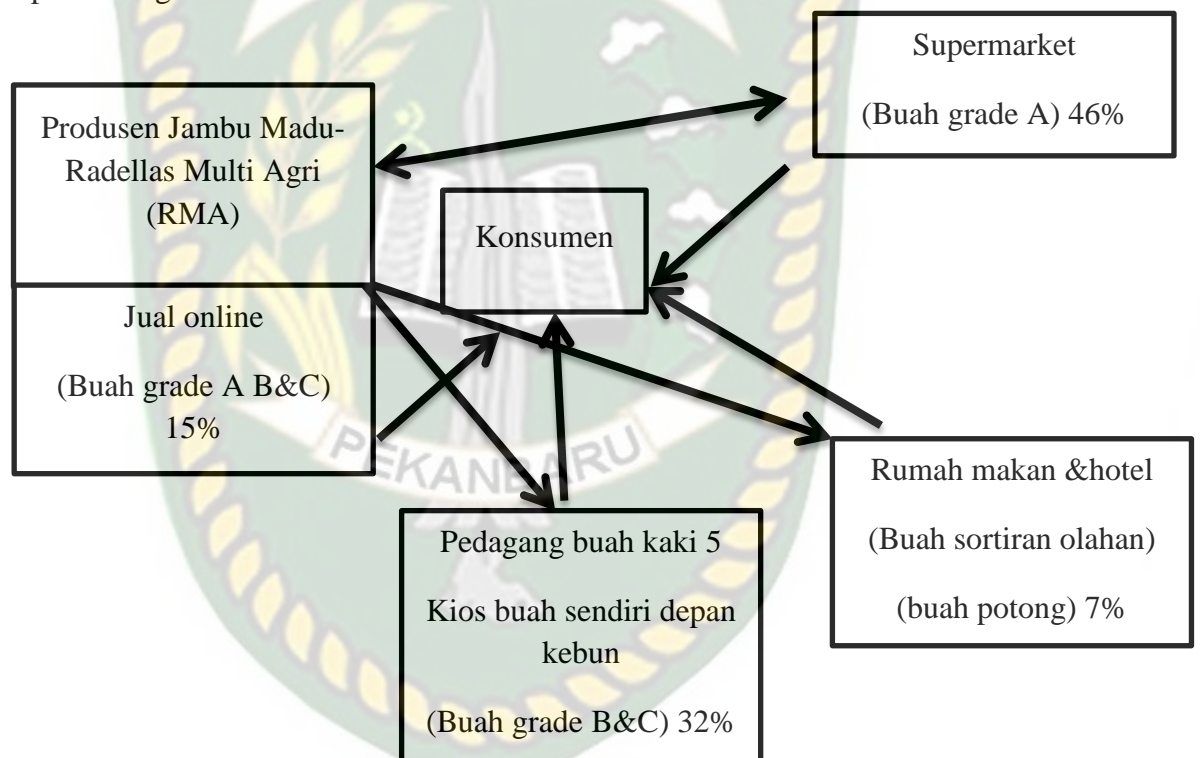 Supermarket
(Buah grade A) 46%
Produsen Jambu Madu-
Radellas Multi Agri
(RMA)
Konsumen
Jual online
(Buah grade A B&C)
15%
PEKANBARU
Rumah makan &hotel
(Buah sortiran olahan)
(buah potong) 7%
Pedagang buah kaki 5
Kios buah sendiri depan
kebun
(Buah grade B&C) 32%